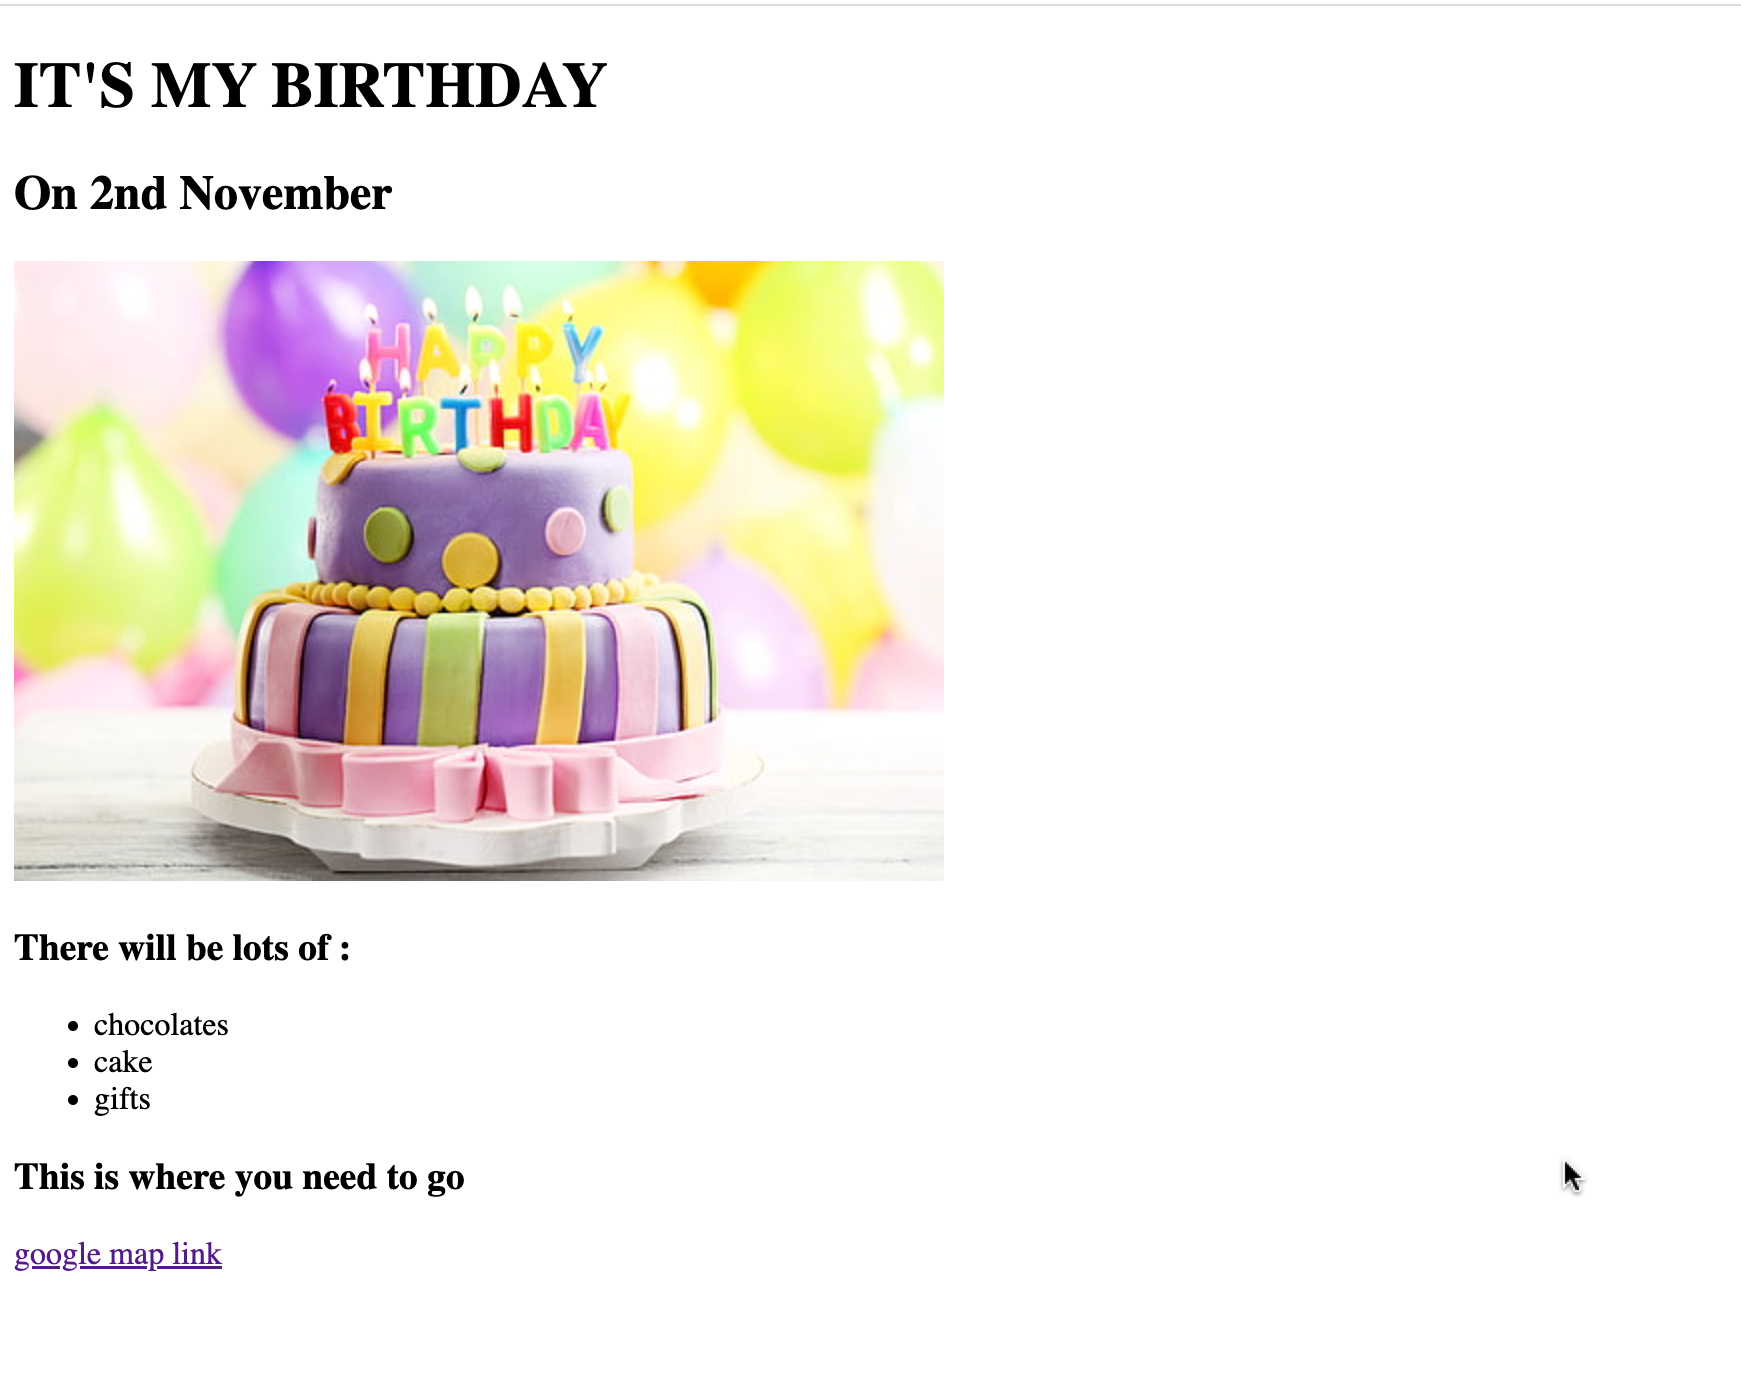 IT'S MY BIRTHDAY
On 2nd November
HAPPY
BIRTHDAY
There will be lots of :
chocolates
cake
gifts
This is where you need to go
google map link